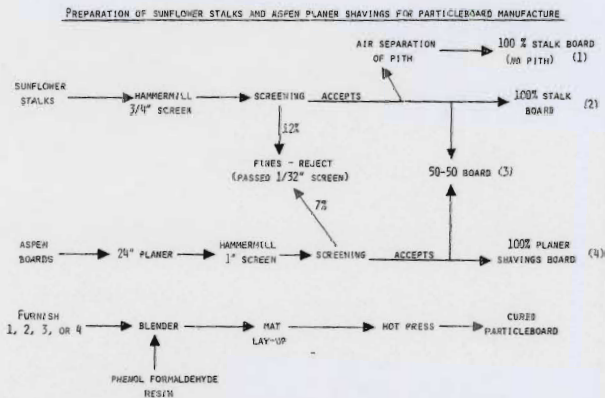 PREPARATION OF SUNFLOWER STALKS AND ASPEN PLANER SHAVINGS FOR PARTICLEBOARD MANUFACTURE
AIR SEPARATION
OF PITH
100 % STALK BOARD
(NO PITH) (1)
SUNFLOWER
STALKS
HAMMERMILL
3/4" SCREEN
SCREENING
ACCEPTS
100% STALK
BOARD (2)
12%
FINES - REJECT
(PASSED 1/32" SCREEN)
50-50 BOARD (3)
7%
ASPEN
BOARDS
24" PLANER
HAMMERMILL
1" SCREEN
SCREENING
ACCEPTS
100% PLANER
SHAVINGS BOARD (4)
FURNISH
1, 2, 3, OR 4
BLENDER
MAT
LAY-UP
HOT PRESS
CURED
PARTICLEBOARD
PHENOL FORMALDEHYDE
RESIN